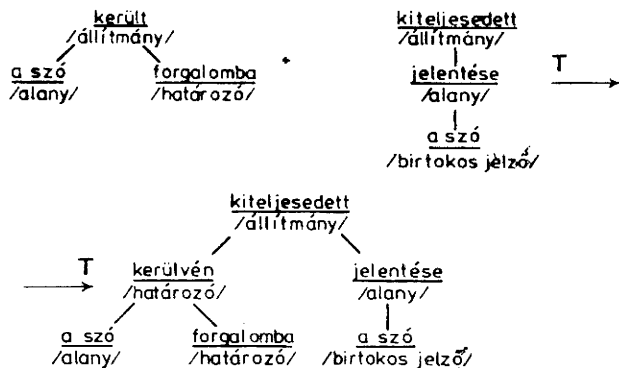 került kiteljesedett
/állítmány/ /állítmány/
a szó forgalomba jelentése T
/alany/ /határozó/ /alany/
a szó
/birtokos jelző/
kiteljesedett
/állítmány/
T kerülvén jelentése
/határozó/ /alany/
a szó forgalomba a szó
/alany/ /határozó/ /birtokos jelző/